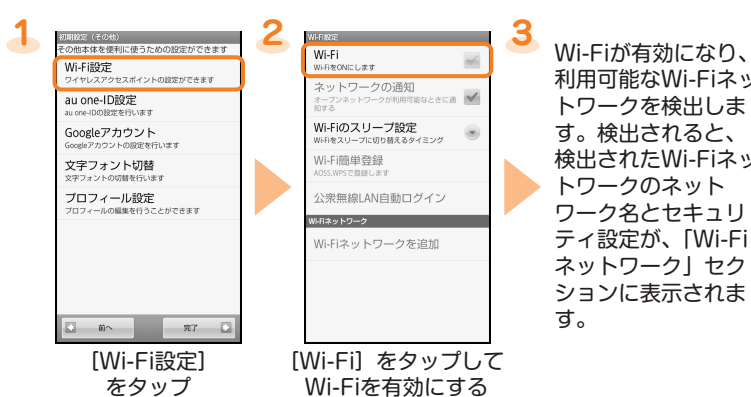 1
初期設定（その他）
その他本体を便利に使うための設定ができます
Wi-Fi設定
ワイヤレスアクセスポイントの設定ができます
au one-ID設定
au one-IDの設定を行います
Googleアカウント
Googleアカウントの設定を行います
文字フォント切替
文字フォントの切替を行います
プロフィール設定
プロフィールの編集を行うことができます
前へ
完了
[Wi-Fi設定]
をタップ
2
Wi-Fi設定
Wi-Fi
Wi-FiをONにします
ネットワークの通知
オープンネットワークが利用可能なときに通
知する
Wi-Fiのスリープ設定
Wi-Fiをスリープに切り替えるタイミング
Wi-Fi簡単登録
AOSS,WPSで登録します
公衆無線LAN自動ログイン
Wi-Fiネットワーク
Wi-Fiネットワークを追加
[Wi-Fi] をタップして
Wi-Fiを有効にする
3
Wi-Fiが有効になり、
利用可能なWi-Fiネッ
トワークを検出しま
す。検出されると、
検出されたWi-Fiネッ
トワークのネット
ワーク名とセキュリ
ティ設定が、「Wi-Fi
ネットワーク」セク
ションに表示されま
す。